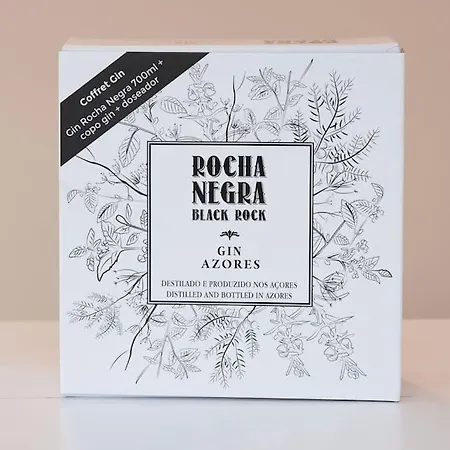 Coffret Gin
Gin Rocha Negra 700ml +
copo gin + doseador
ROCHA
NEGRA
BLACK ROCK
GIN
AZORES
DESTILADO E PRODUZIDO NOS AÇORES
DISTILLED AND BOTTLED IN AZORES